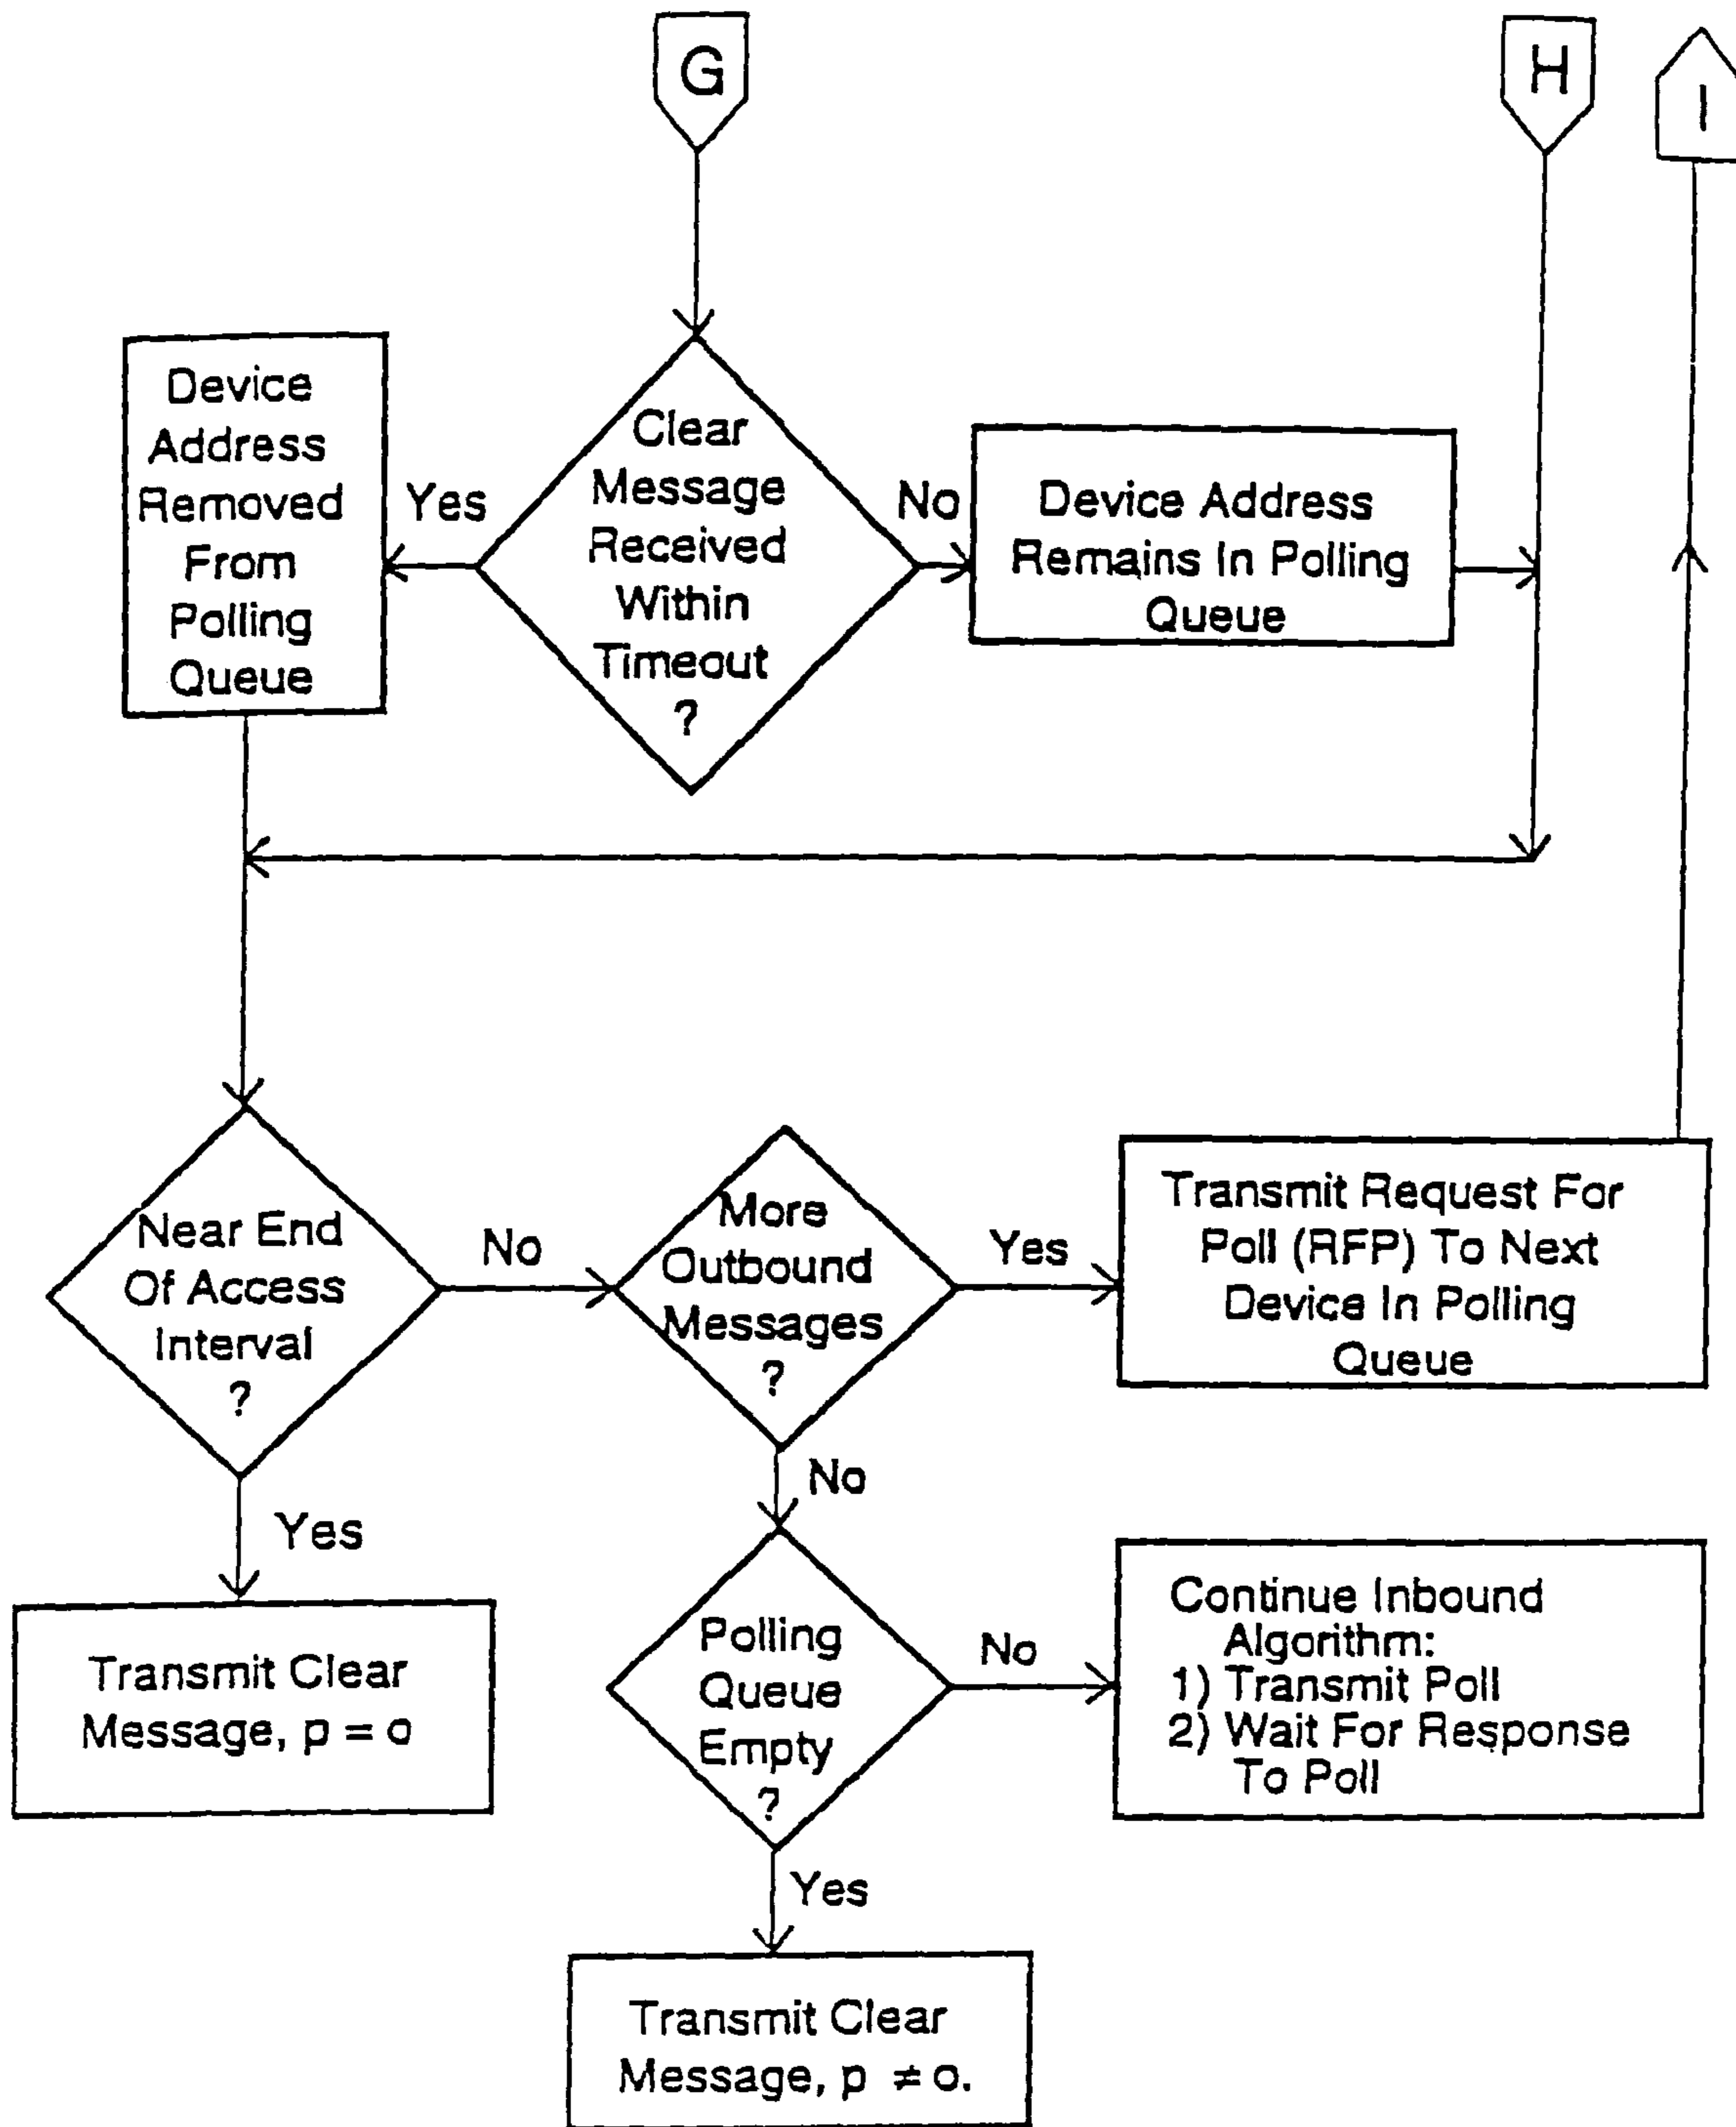 G
H
I
Device
Address
Removed
From
Polling
Queue
Yes
Clear
Message
Received
Within
Timeout
?
No
Device Address
Remains In Polling
Queue
Near End
Of Access
Interval
?
No
More
Outbound
Messages
?
Yes
Transmit Request For
Poll (RFP) To Next
Device In Polling
Queue
Yes
No
Transmit Clear
Message, p = o
Polling
Queue
Empty
?
No
Continue Inbound
Algorithm:
1) Transmit Poll
2) Wait For Response
To Poll
Yes
Transmit Clear
Message, p ≠ o.